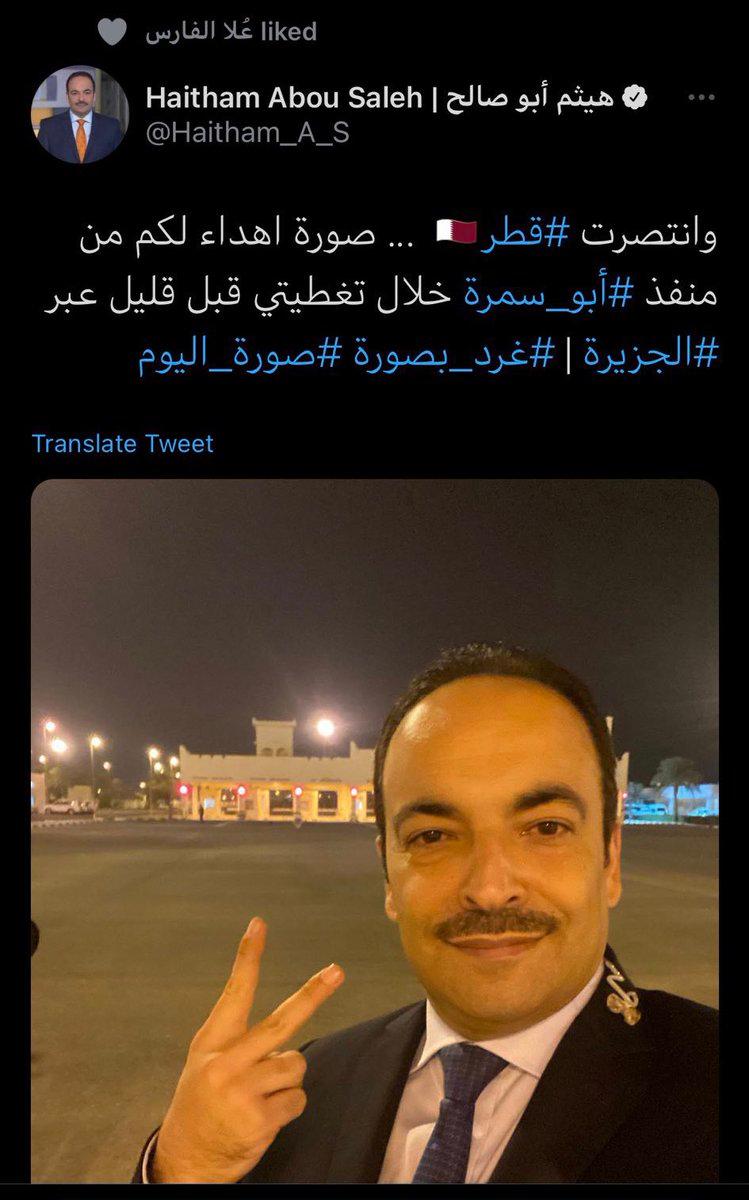 عُلا الفارس liked
Haitham Abou Saleh | هيثم أبو صالح
@Haitham_A_S
وانتصرت #قطر🇶🇦 ... صورة اهداء لكم من
منفذ #أبو_سمرة خلال تغطيتي قبل قليل عبر
#الجزيرة | #غرد_بصورة #صورة_اليوم
Translate Tweet